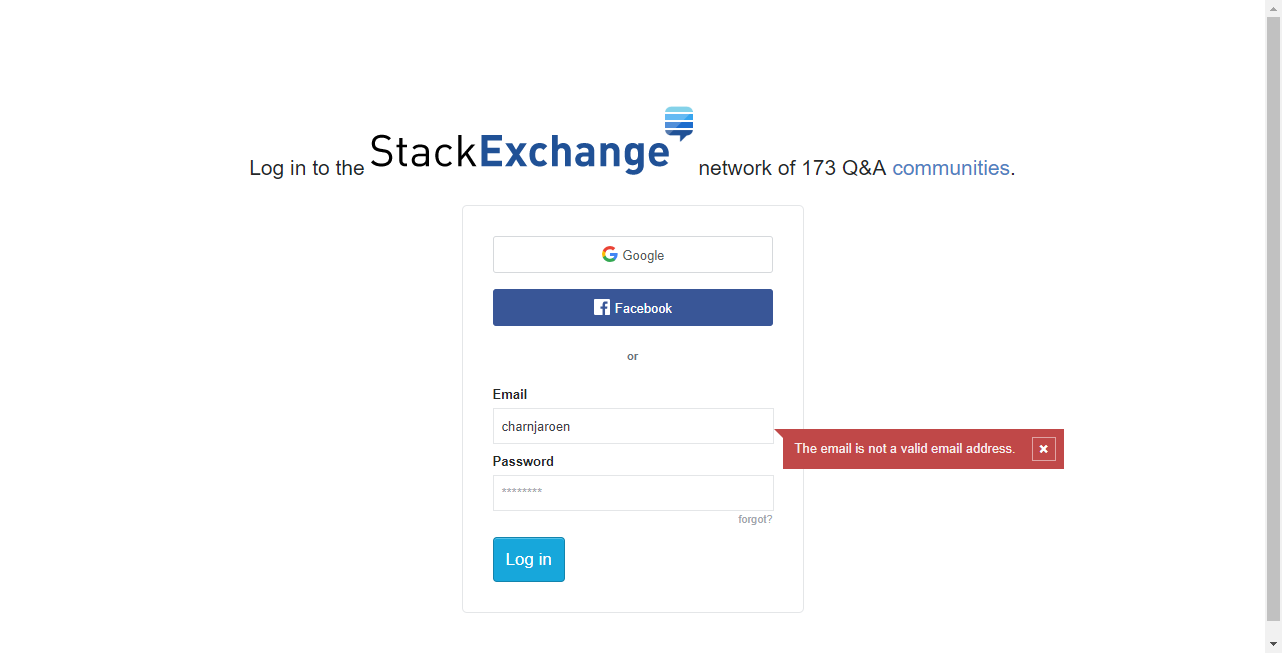 Log in to the StackExchange network of 173 Q&A communities.
Google
Facebook
or
Email
charnjaroen
The email is not a valid email address.
Password
********
forgot?
Log in